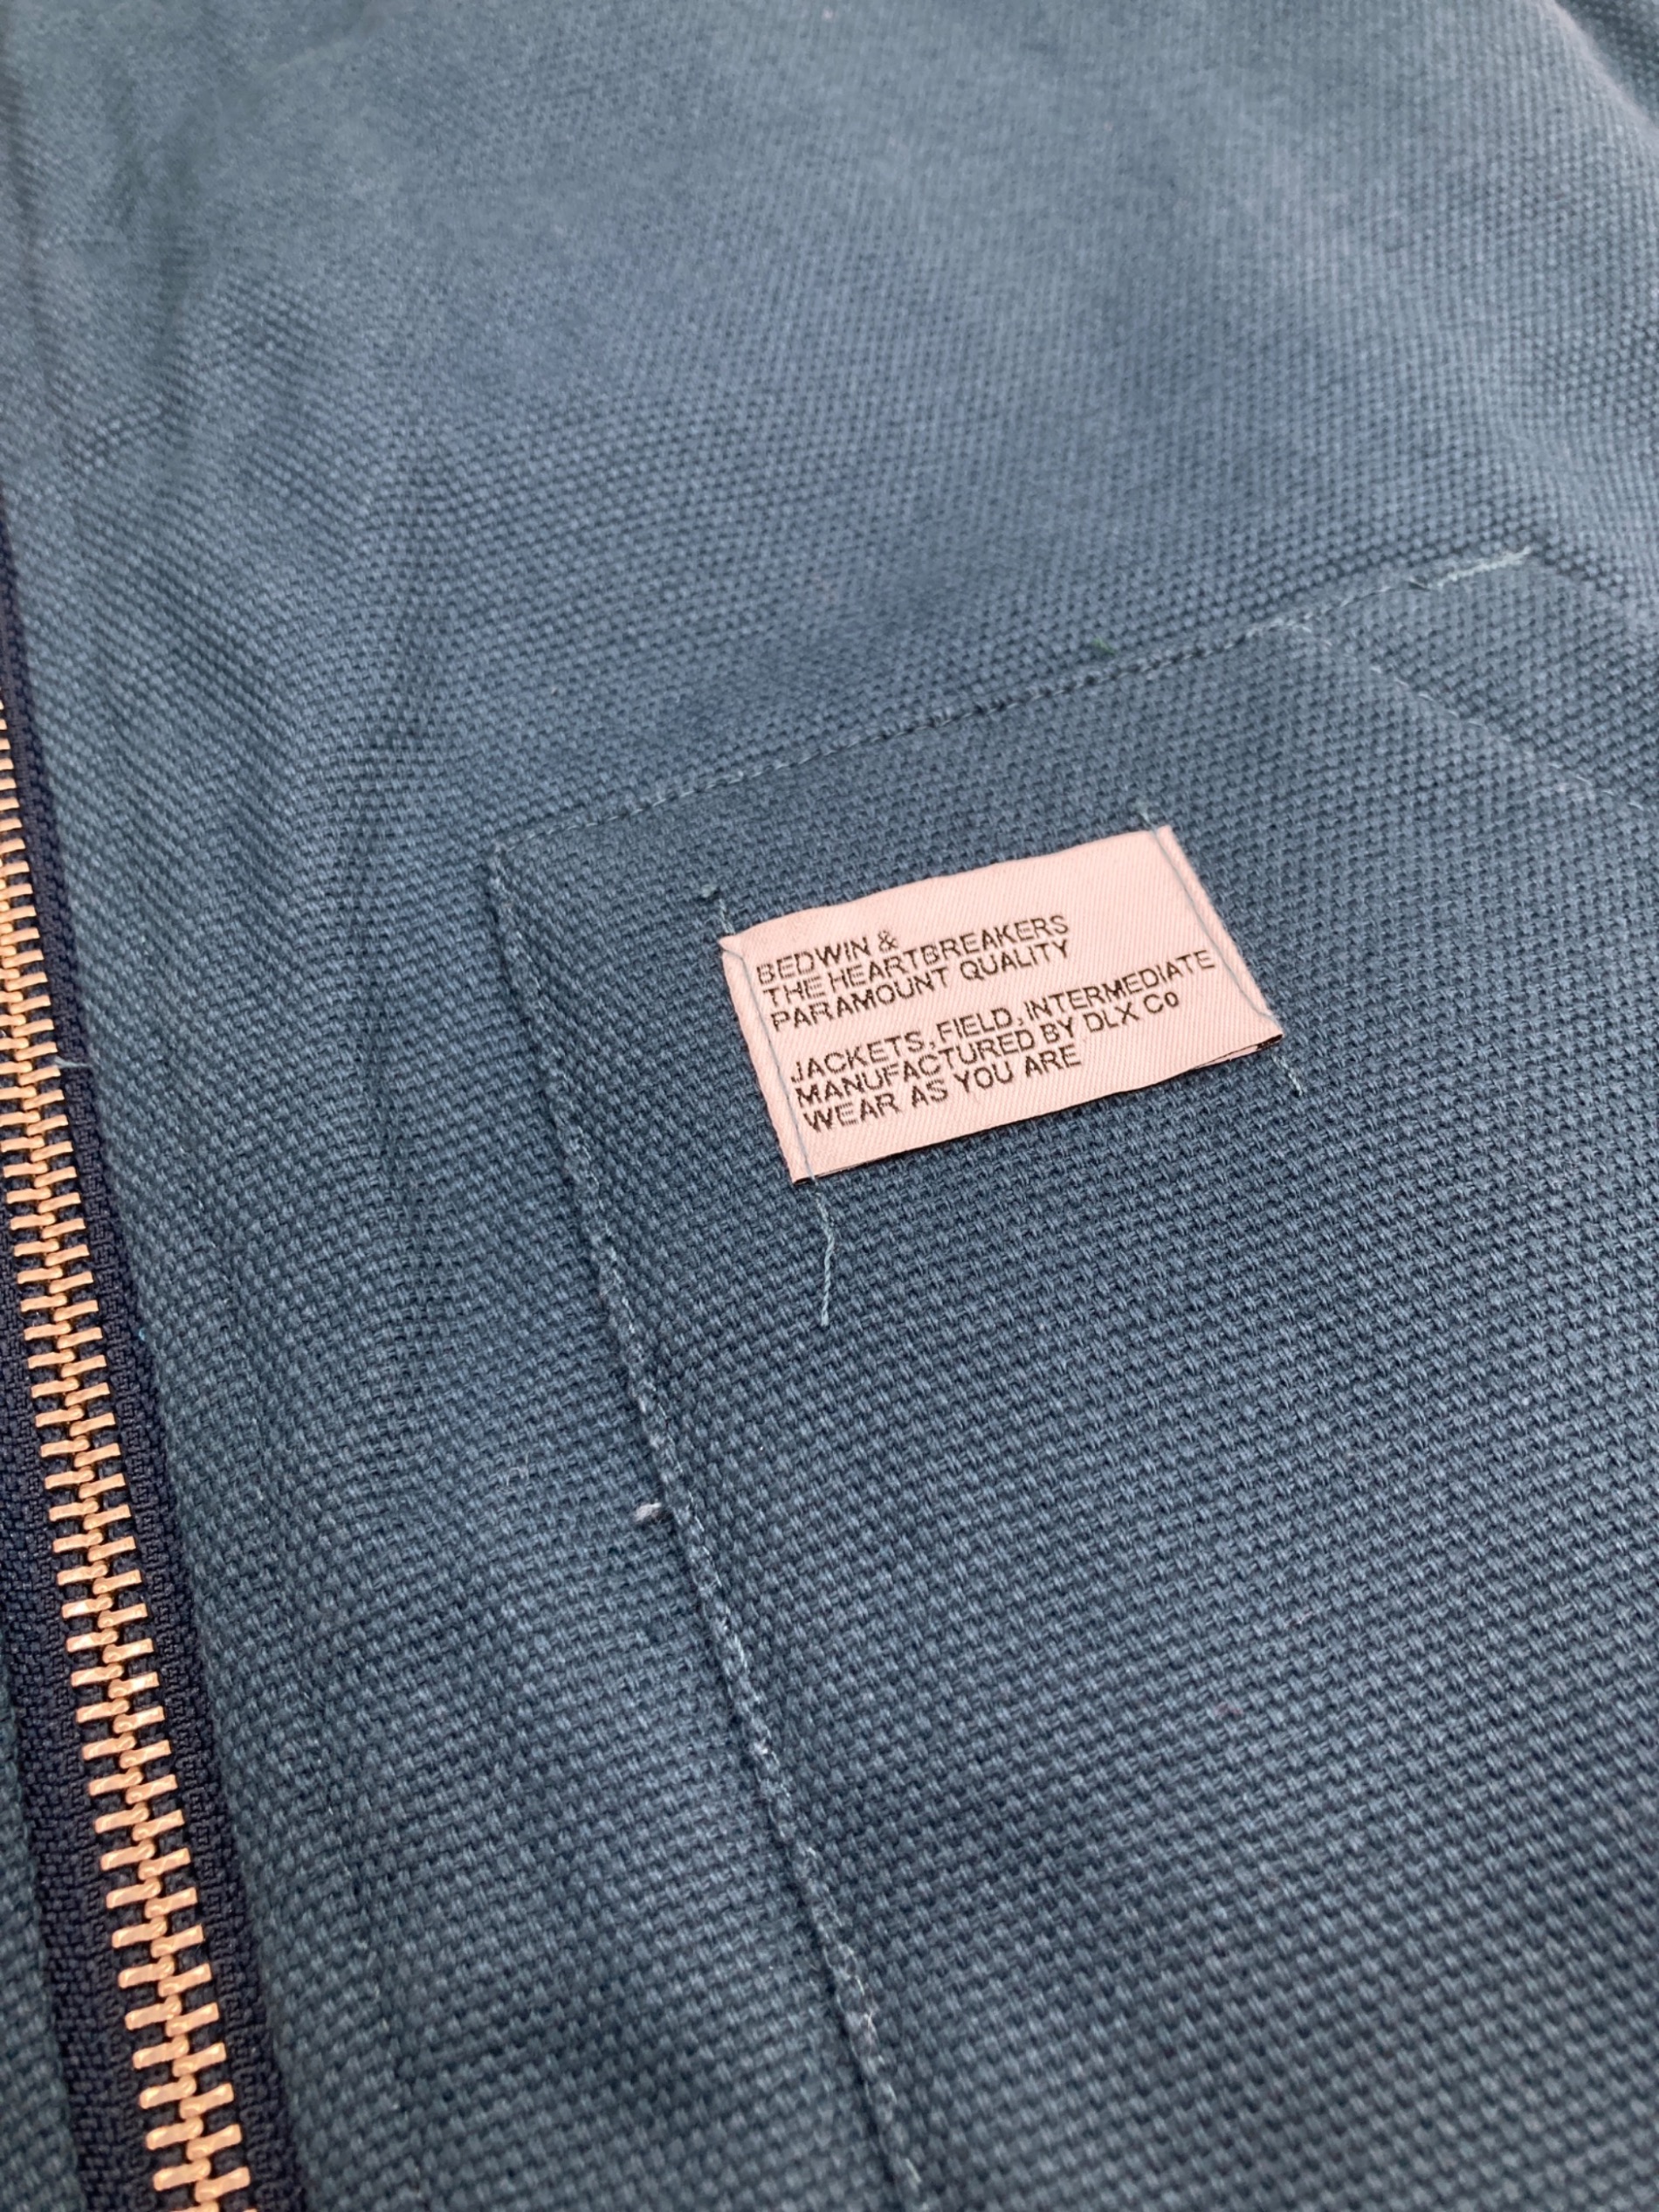 BEDWIN &
THE HEARTBREAKERS
PARAMOUNT QUALITY
JACKETS, FIELD, INTERMEDIATE
MANUFACTURED BY DLX Co
WEAR AS YOU ARE